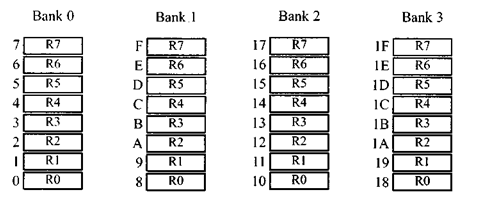 Bank 0 Bank 1 Bank 2 Bank 3
7 R7 F R7 17 R7 1F R7
6 R6 E R6 16 R6 1E R6
5 R5 D R5 15 R5 1D R5
4 R4 C R4 14 R4 1C R4
3 R3 B R3 13 R3 1B R3
2 R2 A R2 12 R2 1A R2
1 R1 9 R1 11 R1 19 R1
0 R0 8 R0 10 R0 18 R0